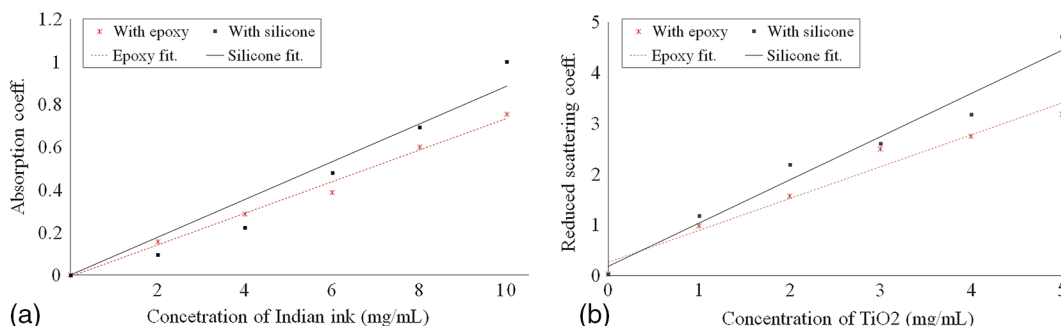 1.2
1
0.8
0.6
0.4
0.2
0
Absorption coeff.
With epoxy With silicone
Epoxy fit. Silicone fit.
2 4 6 8 10
Concetration of Indian ink (mg/mL)
(a)
5
4
3
2
1
0
Reduced scattering coeff.
With epoxy With silicone
Epoxy fit. Silicone fit.
0 1 2 3 4 5
Concentration of TiO2 (mg/mL)
(b)